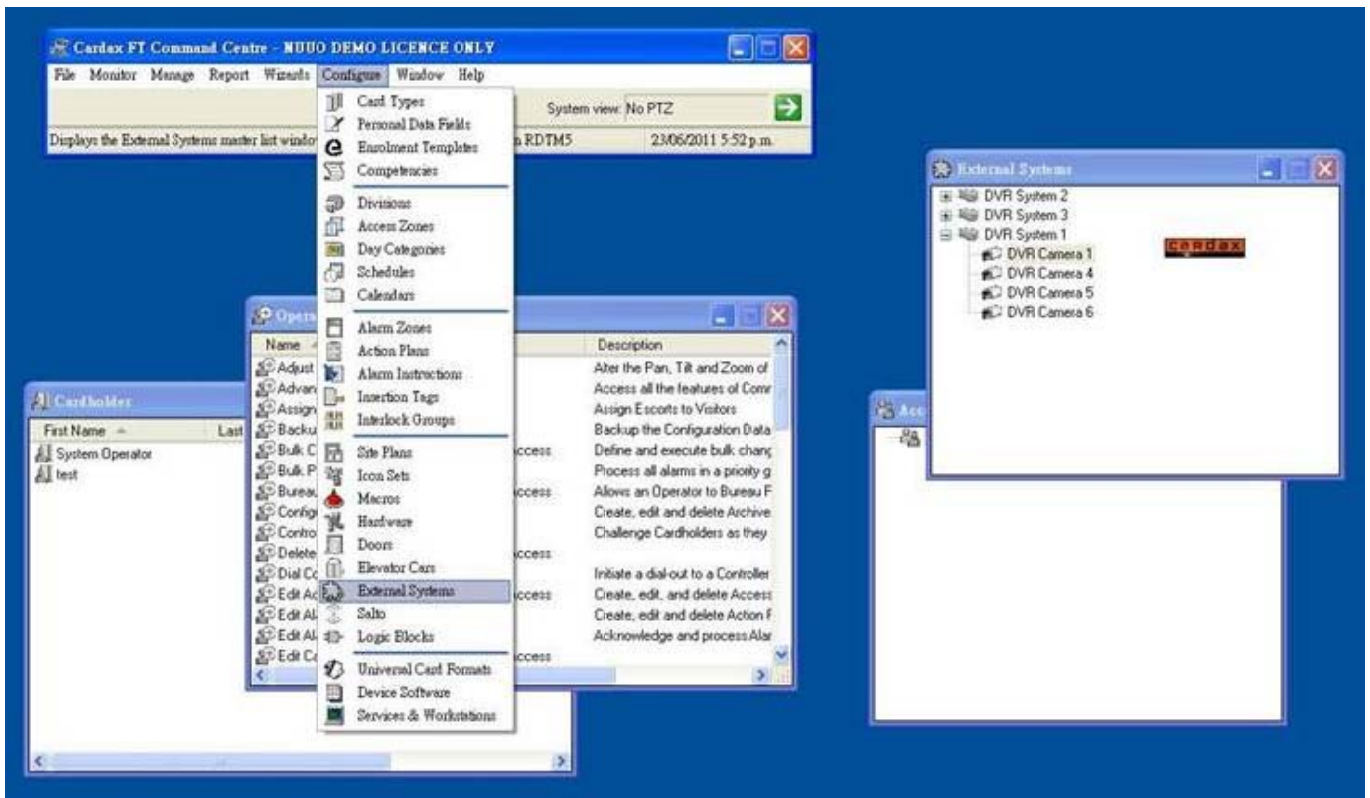 Cardax FT Command Centre - NUUO DEMO LICENCE ONLY
File Monitor Manage Report Wizards Configure Window Help
System view: No PTZ
Displays the External Systems master list window
RDTM5
23/06/2011 5:52 p.m.
Card Types
Personal Data Fields
Enrolment Templates
Competencies
Divisions
Access Zones
Day Categories
Schedules
Calendars
Alarm Zones
Action Plans
Alarm Instructions
Insertion Tags
Interlock Groups
Site Plans
Icon Sets
Macros
Hardware
Doors
Elevator Cars
External Systems
Salto
Logic Blocks
Universal Card Formats
Device Software
Services & Workstations
External Systems
DVR System 2
DVR System 3
DVR System 1
DVR Camera 1
DVR Camera 4
DVR Camera 5
DVR Camera 6
cardax
Opera
Name
Description
Adjust
Alter the Pan, Tilt and Zoom of
Advan
Access all the features of Comr
Assign
Assign Escorts to Visitors
Backu
Backup the Configuration Data
Bulk C
ccess
Define and execute bulk chang
Bulk P
Process all alarms in a priority g
Bureau
ccess
Allows an Operator to Bureau F
Config
Create, edit and delete Archive
Contro
Challenge Cardholders as they
Delete
ccess
Dial Co
Initiate a dial-out to a Controller
Edit Ac
ccess
Create, edit, and delete Access
Edit Al
Create, edit and delete Action F
Edit Al
Acknowledge and process Alar
Edit Ca
ccess
Cardholder
First Name
Last
System Operator
test
Acc